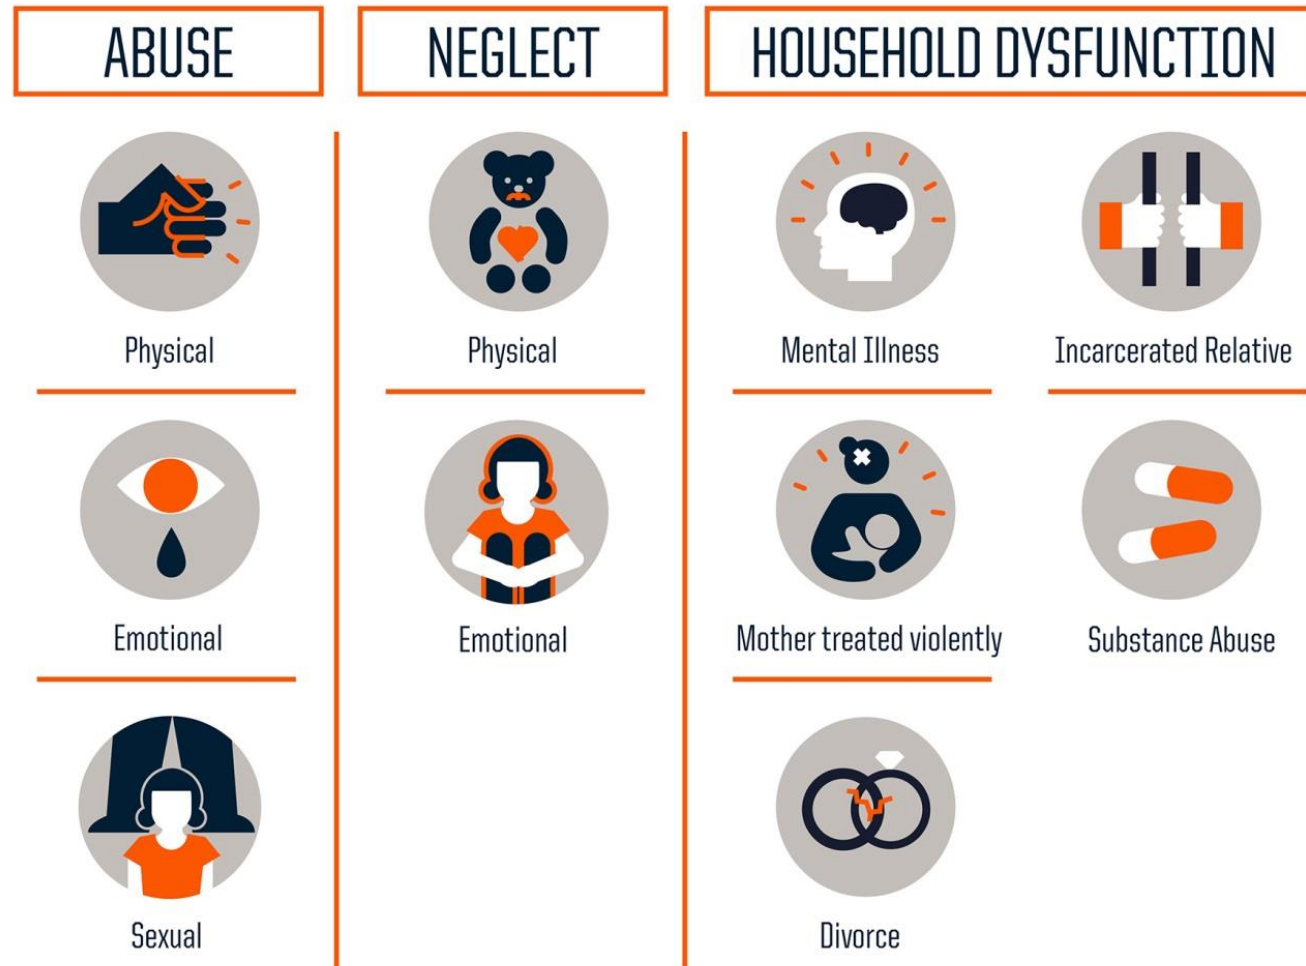 ABUSE
Physical
Emotional
Sexual
NEGLECT
Physical
Emotional
HOUSEHOLD DYSFUNCTION
Mental Illness
Incarcerated Relative
Mother treated violently
Substance Abuse
Divorce